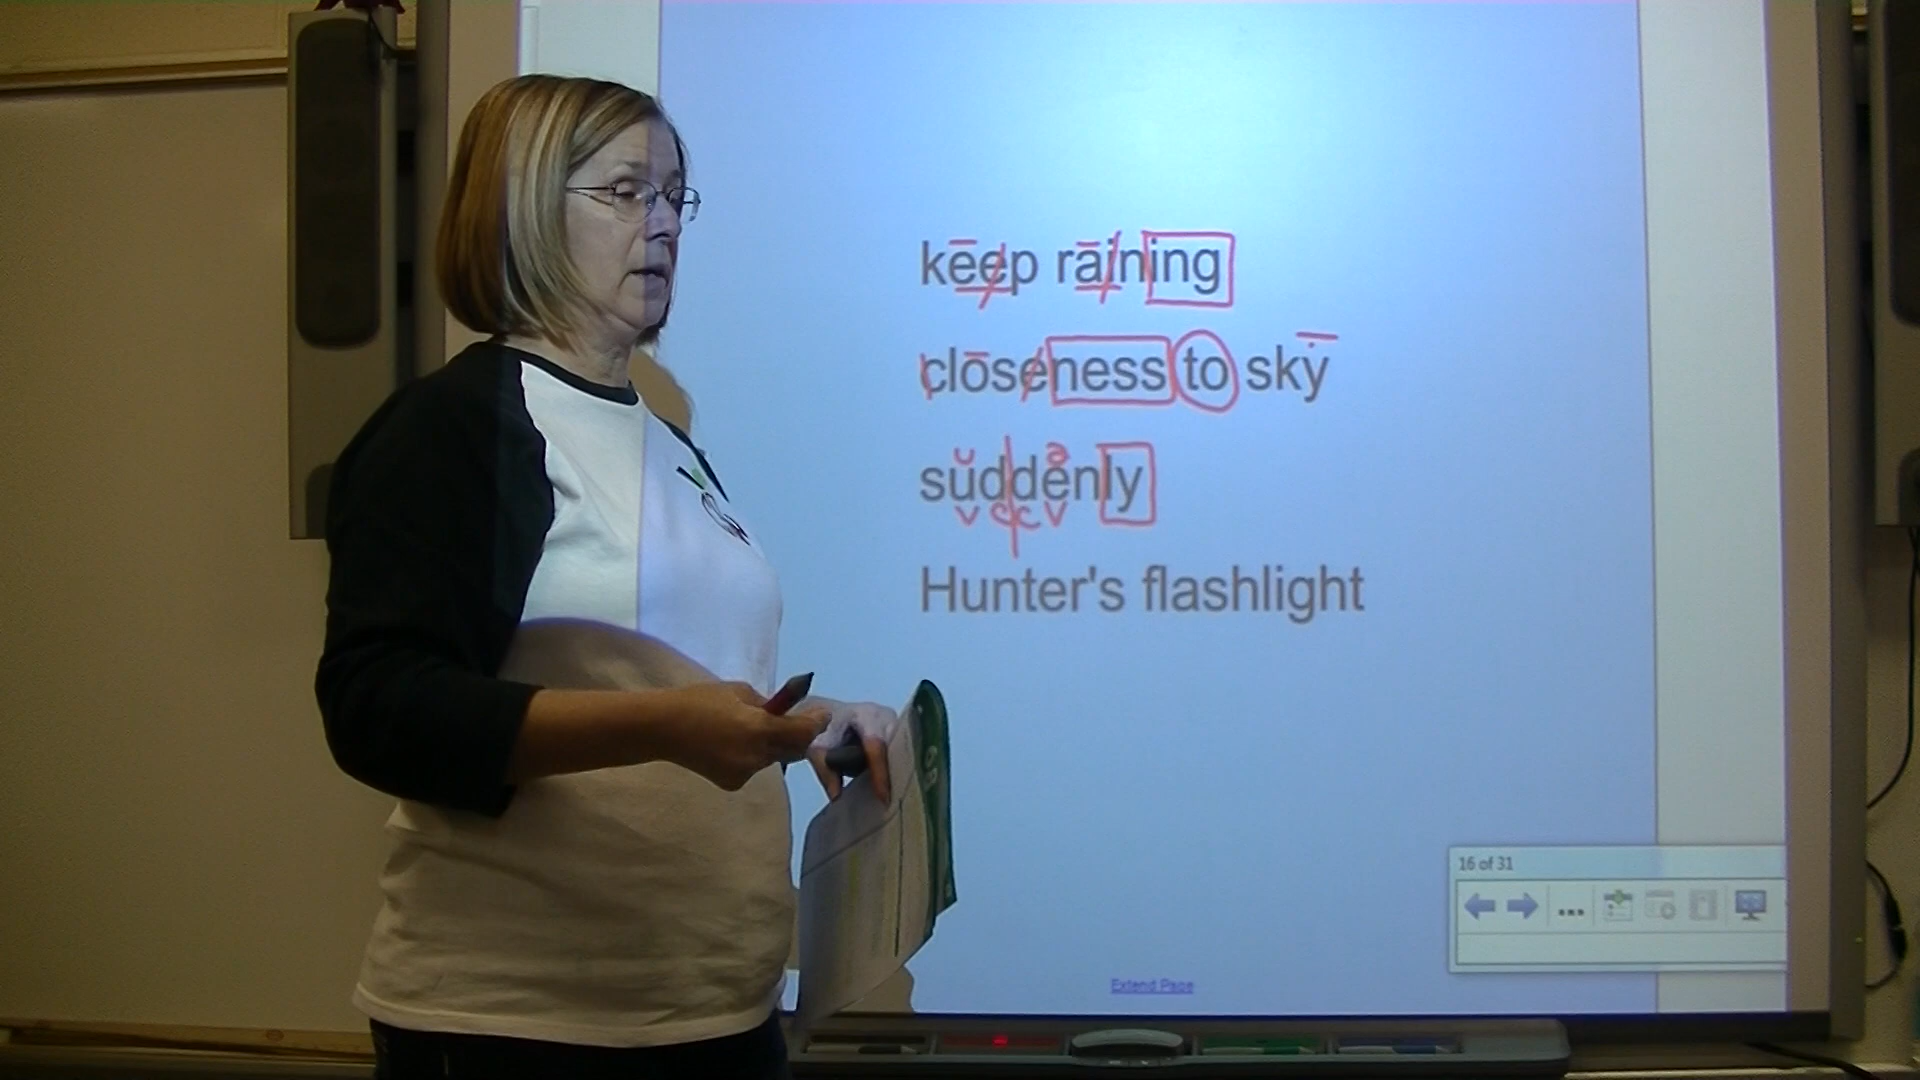 keep raining
closeness to sky
suddenly
v c c v
Hunter's flashlight
16 of 31
Extend Page